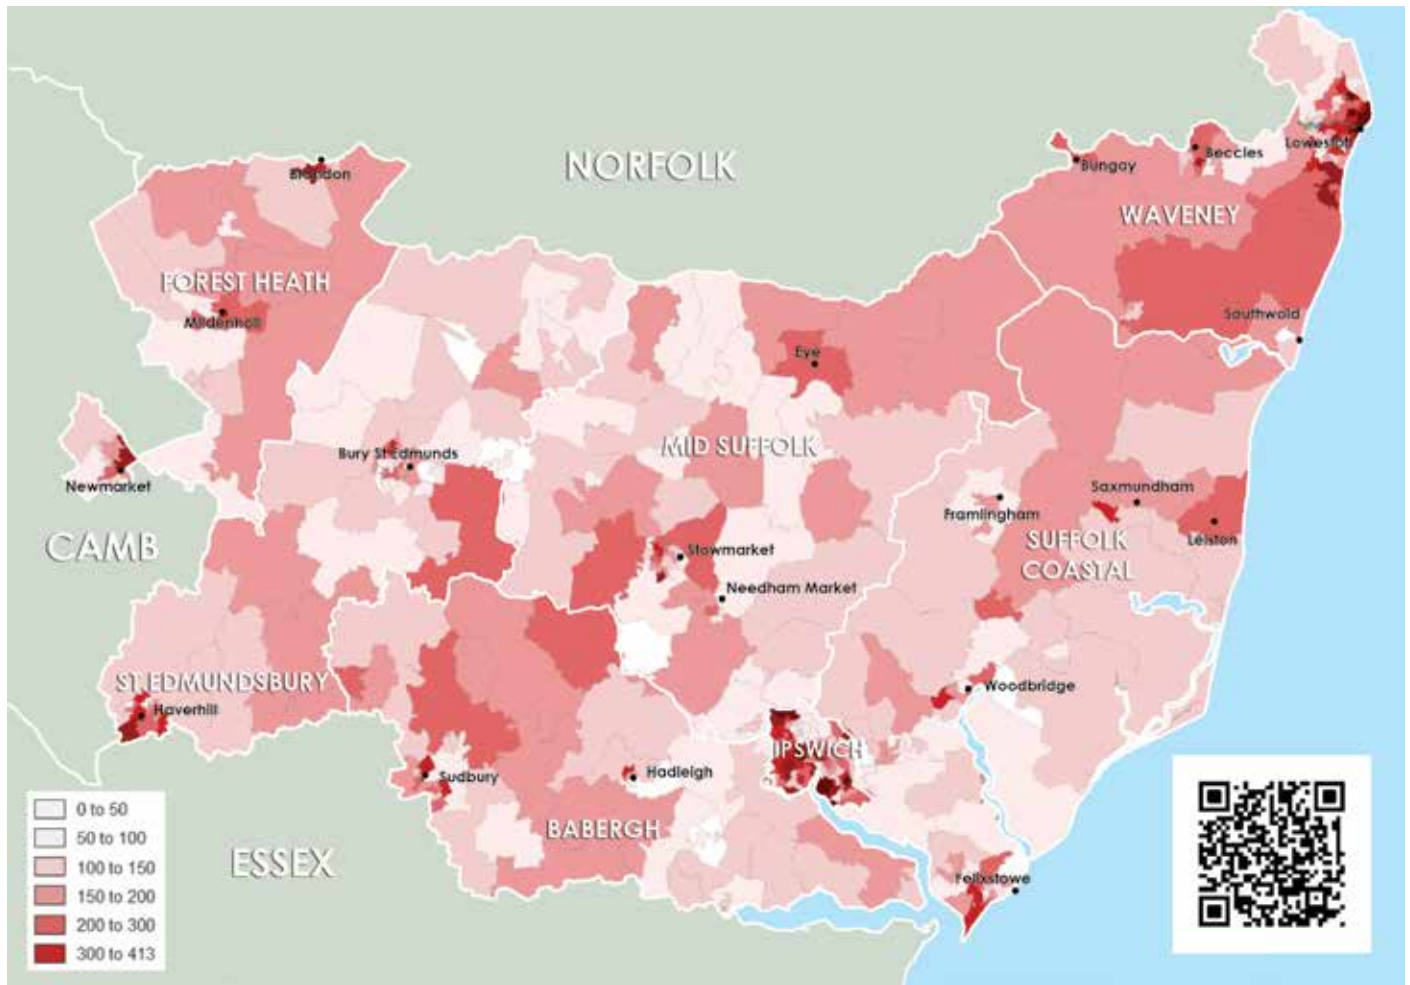 NORFOLK
Lowestoft
Beccles
Bungay
Brandon
WAVENEY
FOREST HEATH
Mildenhall
Southwold
Eye
MID SUFFOLK
Bury St Edmunds
Newmarket
Saxmundham
Framlingham
Leiston
CAMB
SUFFOLK
COASTAL
Stowmarket
Needham Market
ST.EDMUNDSBURY
Woodbridge
Haverhill
IPSWICH
Hadleigh
Sudbury
BABERGH
ESSEX
Felixstowe
0 to 50
50 to 100
100 to 150
150 to 200
200 to 300
300 to 413